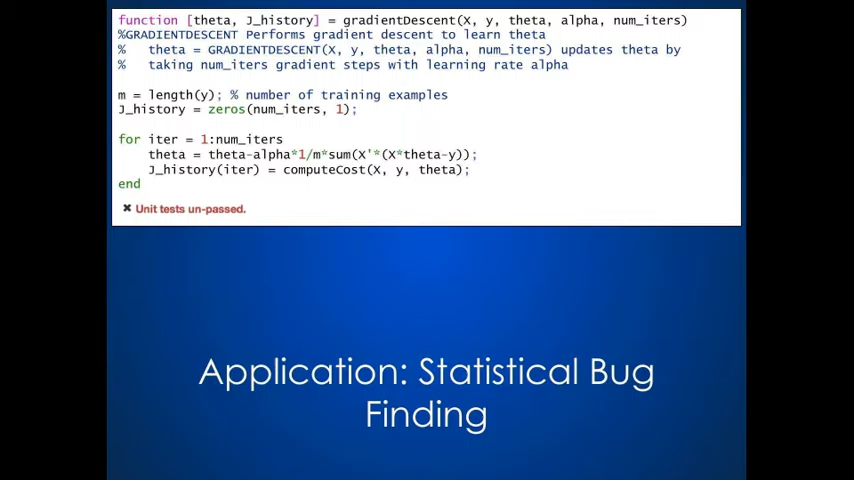 function [theta, J_history] = gradientDescent(X, y, theta, alpha, num_iters)
%GRADIENTDESCENT Performs gradient descent to learn theta
%   theta = GRADIENTDESCENT(X, y, theta, alpha, num_iters) updates theta by
%   taking num_iters gradient steps with learning rate alpha
m = length(y); % number of training examples
J_history = zeros(num_iters, 1);
for iter = 1:num_iters
    theta = theta-alpha*1/m*sum(X'*(X*theta-y));
    J_history(iter) = computeCost(X, y, theta);
end
✖ Unit tests un-passed.
Application: Statistical Bug
Finding